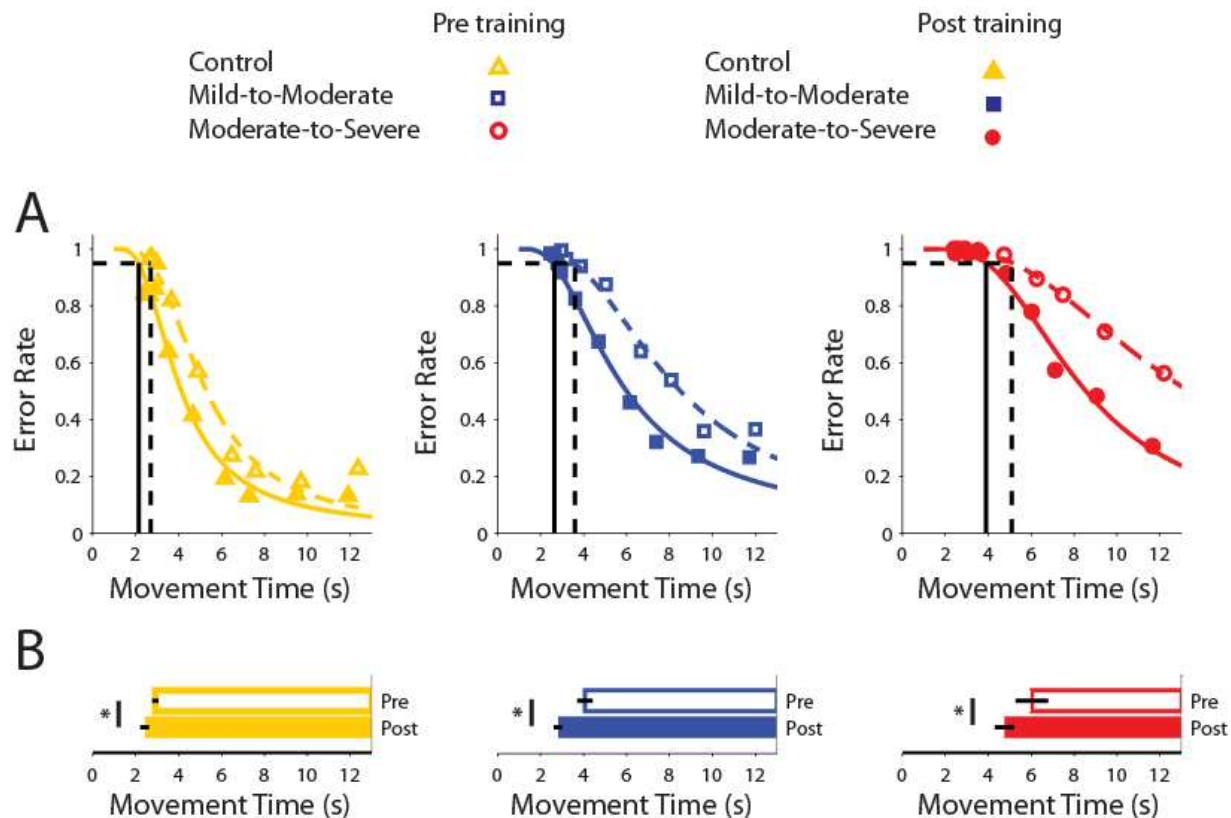 Pre training Post training
Control Control
Mild-to-Moderate Mild-to-Moderate
Moderate-to-Severe Moderate-to-Severe
A
1 1 1
0.8 0.8 0.8
0.6 0.6 0.6
0.4 0.4 0.4
0.2 0.2 0.2
0 0 0
Error Rate Error Rate Error Rate
0 2 4 6 8 10 12 0 2 4 6 8 10 12 0 2 4 6 8 10 12
Movement Time (s) Movement Time (s) Movement Time (s)
B
Pre Pre Pre
* * *
Post Post Post
0 2 4 6 8 10 12 0 2 4 6 8 10 12 0 2 4 6 8 10 12
Movement Time (s) Movement Time (s) Movement Time (s)